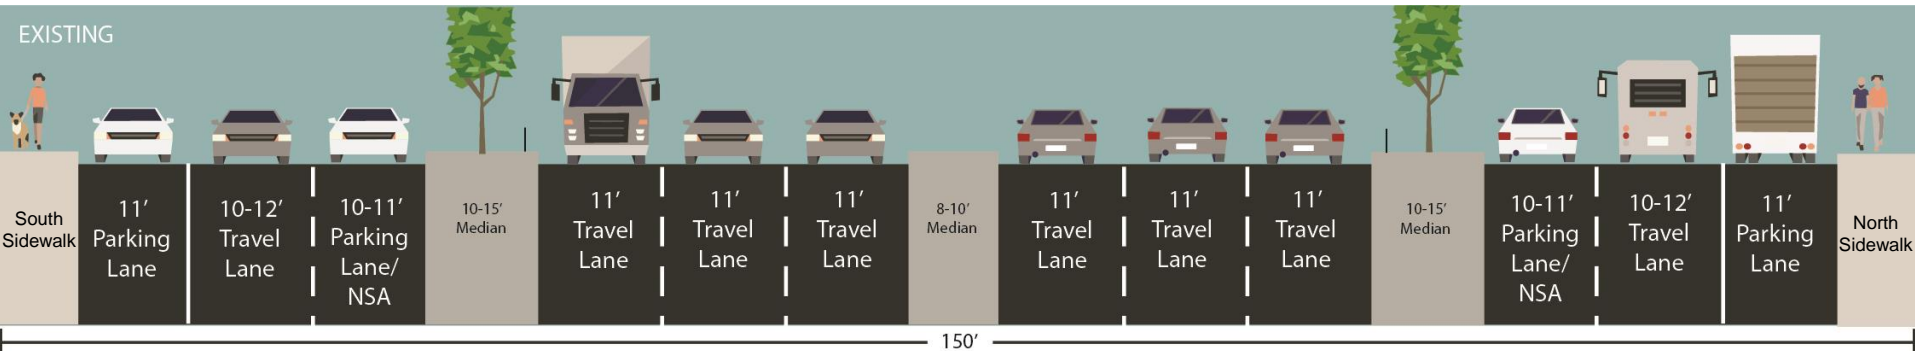 EXISTING
South
Sidewalk
11’
Parking
Lane
10-12’
Travel
Lane
10-11’
Parking
Lane/
NSA
10-15’
Median
11’
Travel
Lane
11’
Travel
Lane
11’
Travel
Lane
8-10’
Median
11’
Travel
Lane
11’
Travel
Lane
11’
Travel
Lane
10-15’
Median
10-11’
Parking
Lane/
NSA
10-12’
Travel
Lane
11’
Parking
Lane
North
Sidewalk
150’